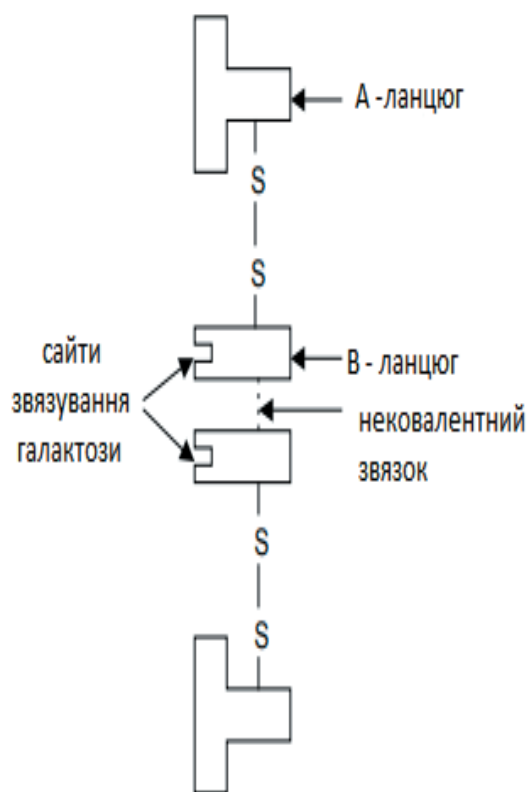 А -ланцюг
S
S
сайти
звязування
галактози
В - ланцюг
нековалентний
звязок
S
S